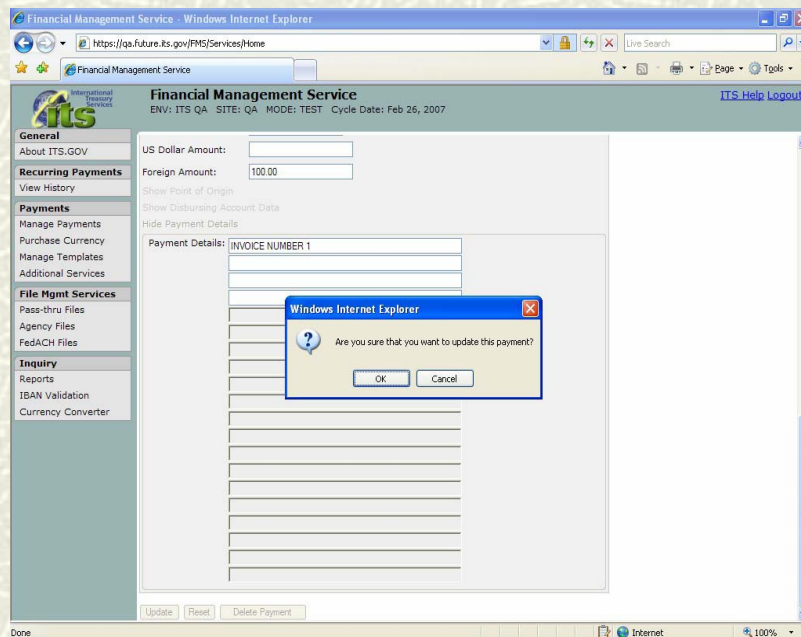 Financial Management Service - Windows Internet Explorer
https://qa.future.its.gov/FMS/Services/Home
Live Search
Financial Management Service
Page
Tools
International
Treasury
Services
its
Financial Management Service
ENV: ITS QA SITE: QA MODE: TEST Cycle Date: Feb 26, 2007
ITS Help Logout
General
About ITS.GOV
Recurring Payments
View History
Payments
Manage Payments
Purchase Currency
Manage Templates
Additional Services
File Mgmt Services
Pass-thru Files
Agency Files
FedACH Files
Inquiry
Reports
IBAN Validation
Currency Converter
US Dollar Amount:
Foreign Amount: 100.00
Show Point of Origin
Show Disbursing Account Data
Hide Payment Details
Payment Details: INVOICE NUMBER 1
Windows Internet Explorer
Are you sure that you want to update this payment?
OK Cancel
Update Reset Delete Payment
Done
Internet
100%